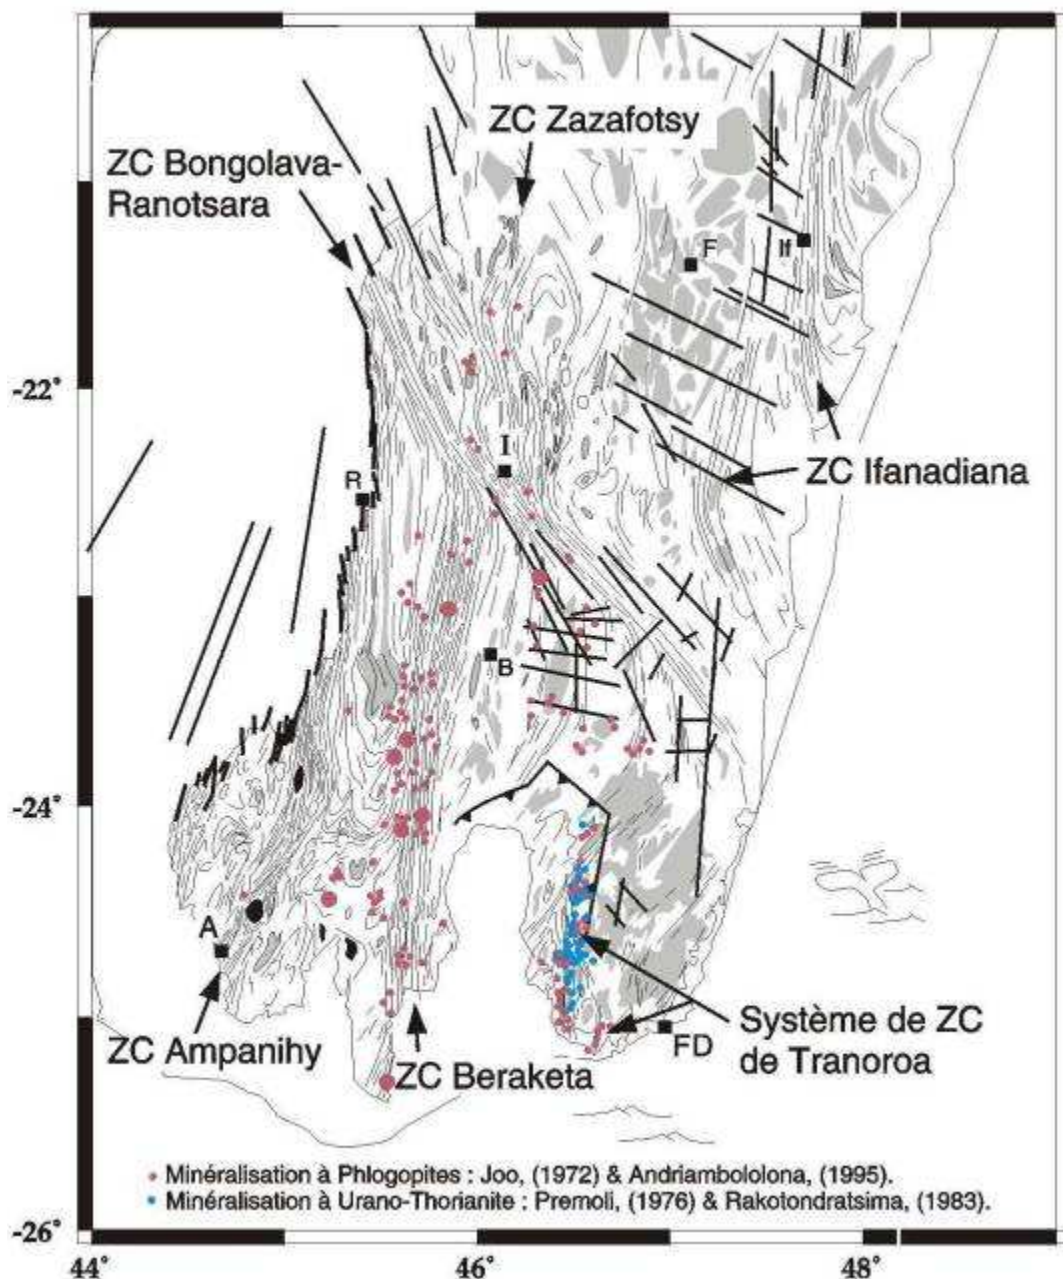 ZC Zazafotsy
ZC Bongolava-
Ranotsara
F
If
-22°
I
R
ZC Ifanadiana
B
-24°
A
ZC Ampanihy
ZC Beraketa
FD
Système de ZC
de Tranoroa
Minéralisation à Phlogopites : Joo, (1972) & Andriambololona, (1995).
Minéralisation à Urano-Thorianite : Premoli, (1976) & Rakotondratsima, (1983).
-26°
44°
46°
48°